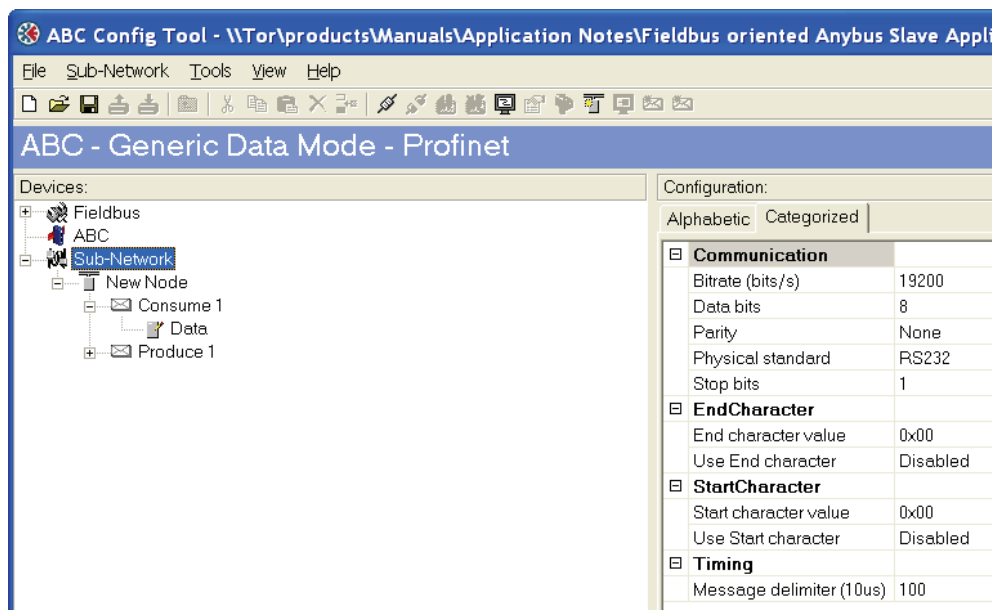 ABC Config Tool - \\Tor\products\Manuals\Application Notes\Fieldbus oriented Anybus Slave Appli
File Sub-Network Tools View Help
ABC - Generic Data Mode - Profinet
Devices:
Fieldbus
ABC
Sub-Network
New Node
Consume 1
Data
Produce 1
Configuration:
Alphabetic Categorized
Communication
Bitrate (bits/s) 19200
Data bits 8
Parity None
Physical standard RS232
Stop bits 1
EndCharacter
End character value 0x00
Use End character Disabled
StartCharacter
Start character value 0x00
Use Start character Disabled
Timing
Message delimiter (10us) 100